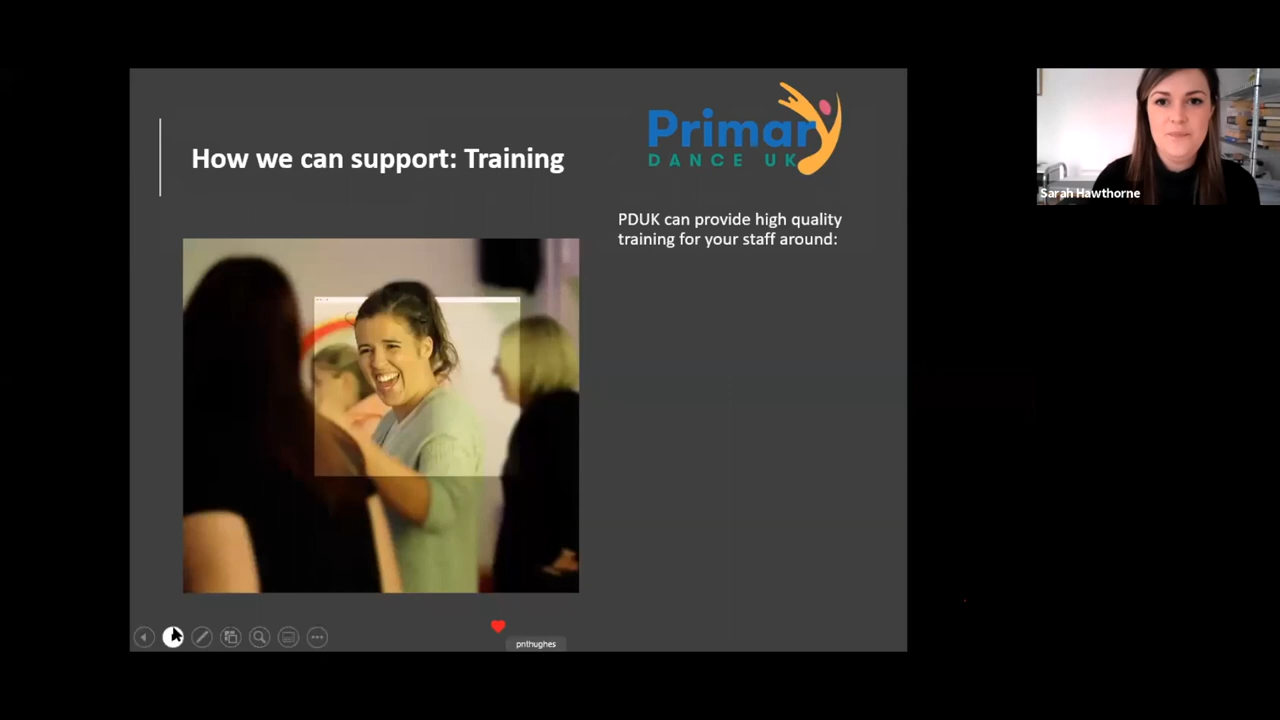 How we can support: Training
Primary
DANCE UK
PDUK can provide high quality
training for your staff around:
Sarah Hawthorne
pnthughes